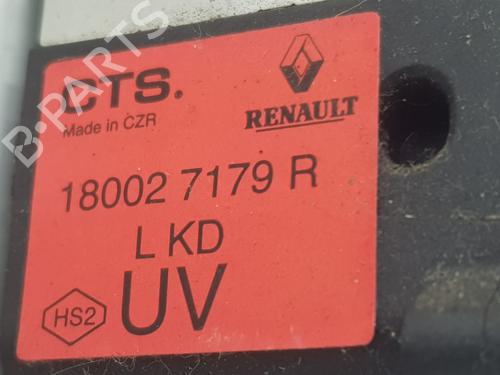 B-PARTS
CTS.
Made in CZR
RENAULT
18002 7179 R
L KD
HS2
UV